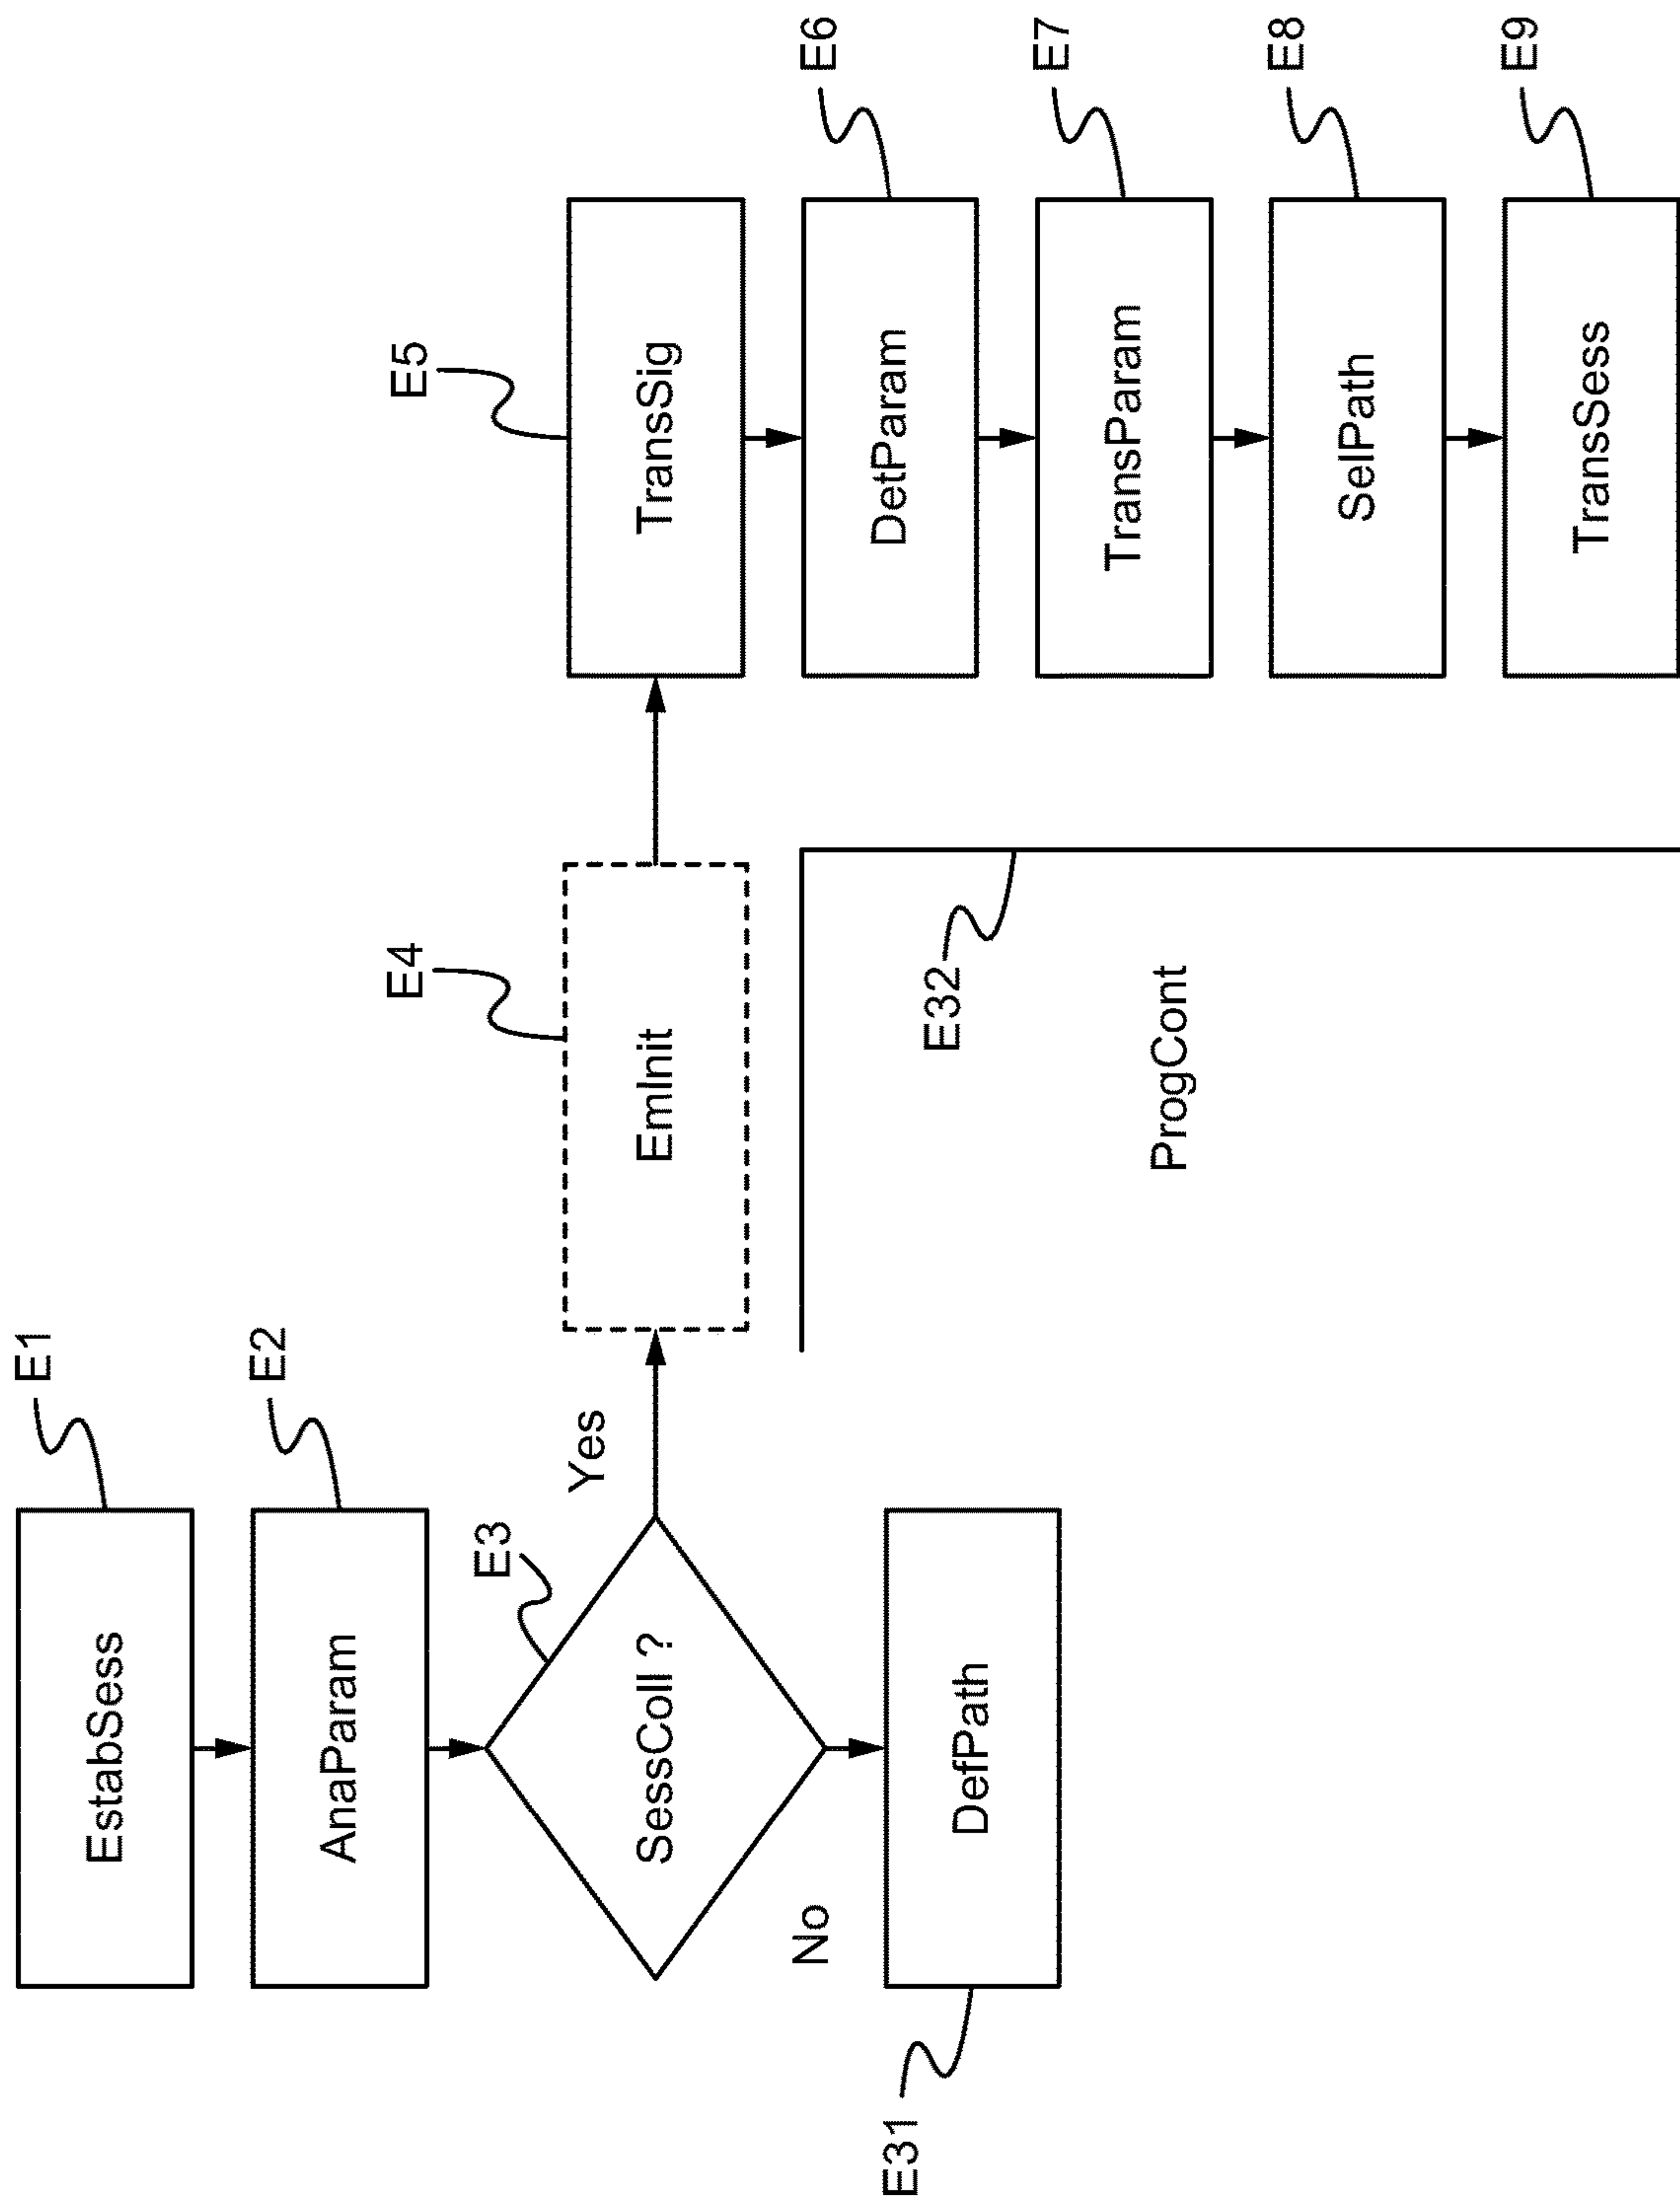 E1
EstabSess
E2
AnaParam
E3
SessColl ?
Yes
No
E31
DefPath
E4
EmInit
E32
ProgCont
E5
TransSig
E6
DetParam
E7
TransParam
E8
SelPath
E9
TransSess